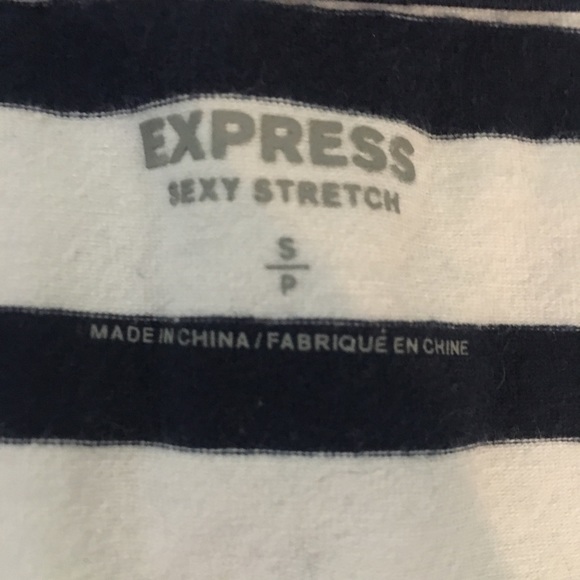 EXPRESS
SEXY STRETCH
S
P
MADE IN CHINA / FABRIQUÉ EN CHINE